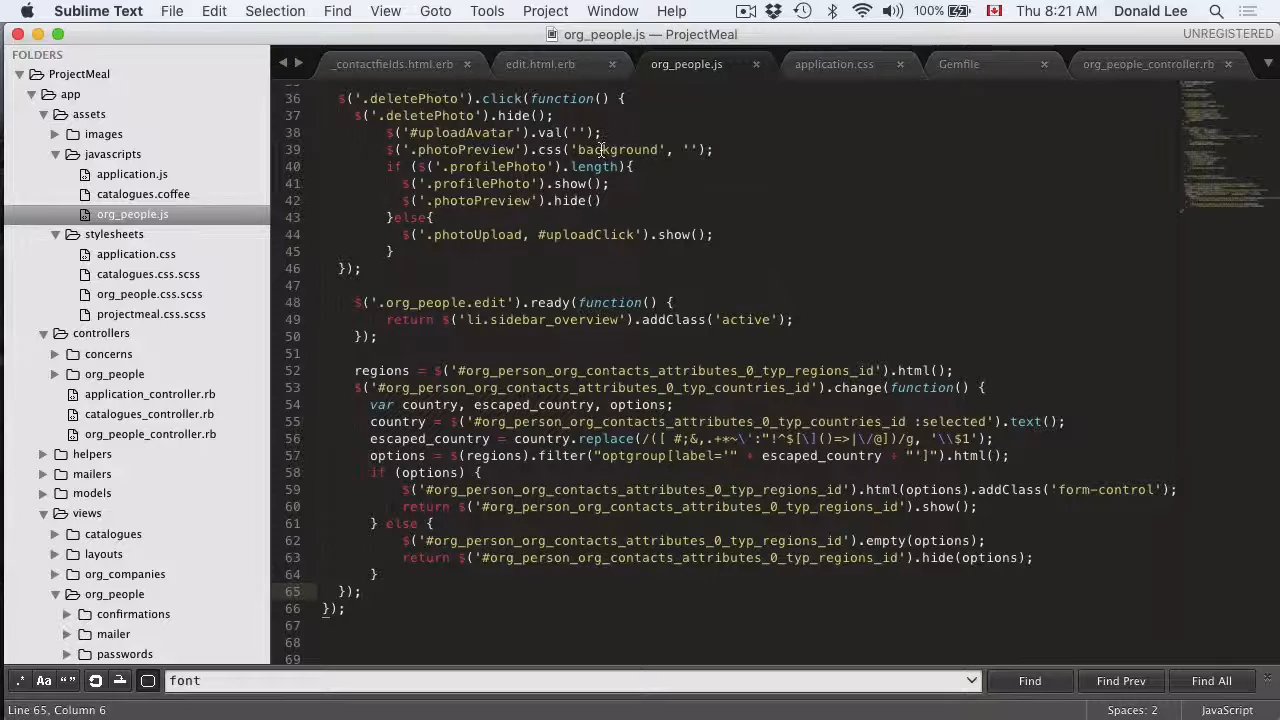 Sublime Text File Edit Selection Find View Goto Tools Project Window Help 100% Thu 8:21 AM Donald Lee
org_people.js — ProjectMeal UNREGISTERED
FOLDERS
ProjectMeal
app
assets
images
javascripts
application.js
catalogues.coffee
org_people.js
stylesheets
application.css
catalogues.css.scss
org_people.css.scss
projectmeal.css.scss
controllers
concerns
org_people
application_controller.rb
catalogues_controller.rb
org_people_controller.rb
helpers
mailers
models
views
catalogues
layouts
org_companies
org_people
confirmations
mailer
passwords
_contactfields.html.erb edit.html.erb org_people.js application.css Gemfile org_people_controller.rb
36 $('.deletePhoto').click(function() {
37 $('.deletePhoto').hide();
38 $('#uploadAvatar').val('');
39 $('.photoPreview').css('background', '');
40 if ($('.profilePhoto').length){
41 $('.profilePhoto').show();
42 $('.photoPreview').hide()
43 }else{
44 $('.photoUpload, #uploadClick').show();
45 }
46 });
47
48 $('.org_people.edit').ready(function() {
49 return $('li.sidebar_overview').addClass('active');
50 });
51
52 regions = $('#org_person_org_contacts_attributes_0_typ_regions_id').html();
53 $('#org_person_org_contacts_attributes_0_typ_countries_id').change(function() {
54 var country, escaped_country, options;
55 country = $('#org_person_org_contacts_attributes_0_typ_countries_id :selected').text();
56 escaped_country = country.replace(/([ #;&,.+*~\':"!^$[\]()=>|\/@])/g, '\\$1');
57 options = $(regions).filter("optgroup[label='" + escaped_country + "']").html();
58 if (options) {
59 $('#org_person_org_contacts_attributes_0_typ_regions_id').html(options).addClass('form-control');
60 return $('#org_person_org_contacts_attributes_0_typ_regions_id').show();
61 } else {
62 $('#org_person_org_contacts_attributes_0_typ_regions_id').empty(options);
63 return $('#org_person_org_contacts_attributes_0_typ_regions_id').hide(options);
64 }
65 });
66 });
67
68
69
.* Aa “” font Find Find Prev Find All
Line 65, Column 6 Spaces: 2 JavaScript